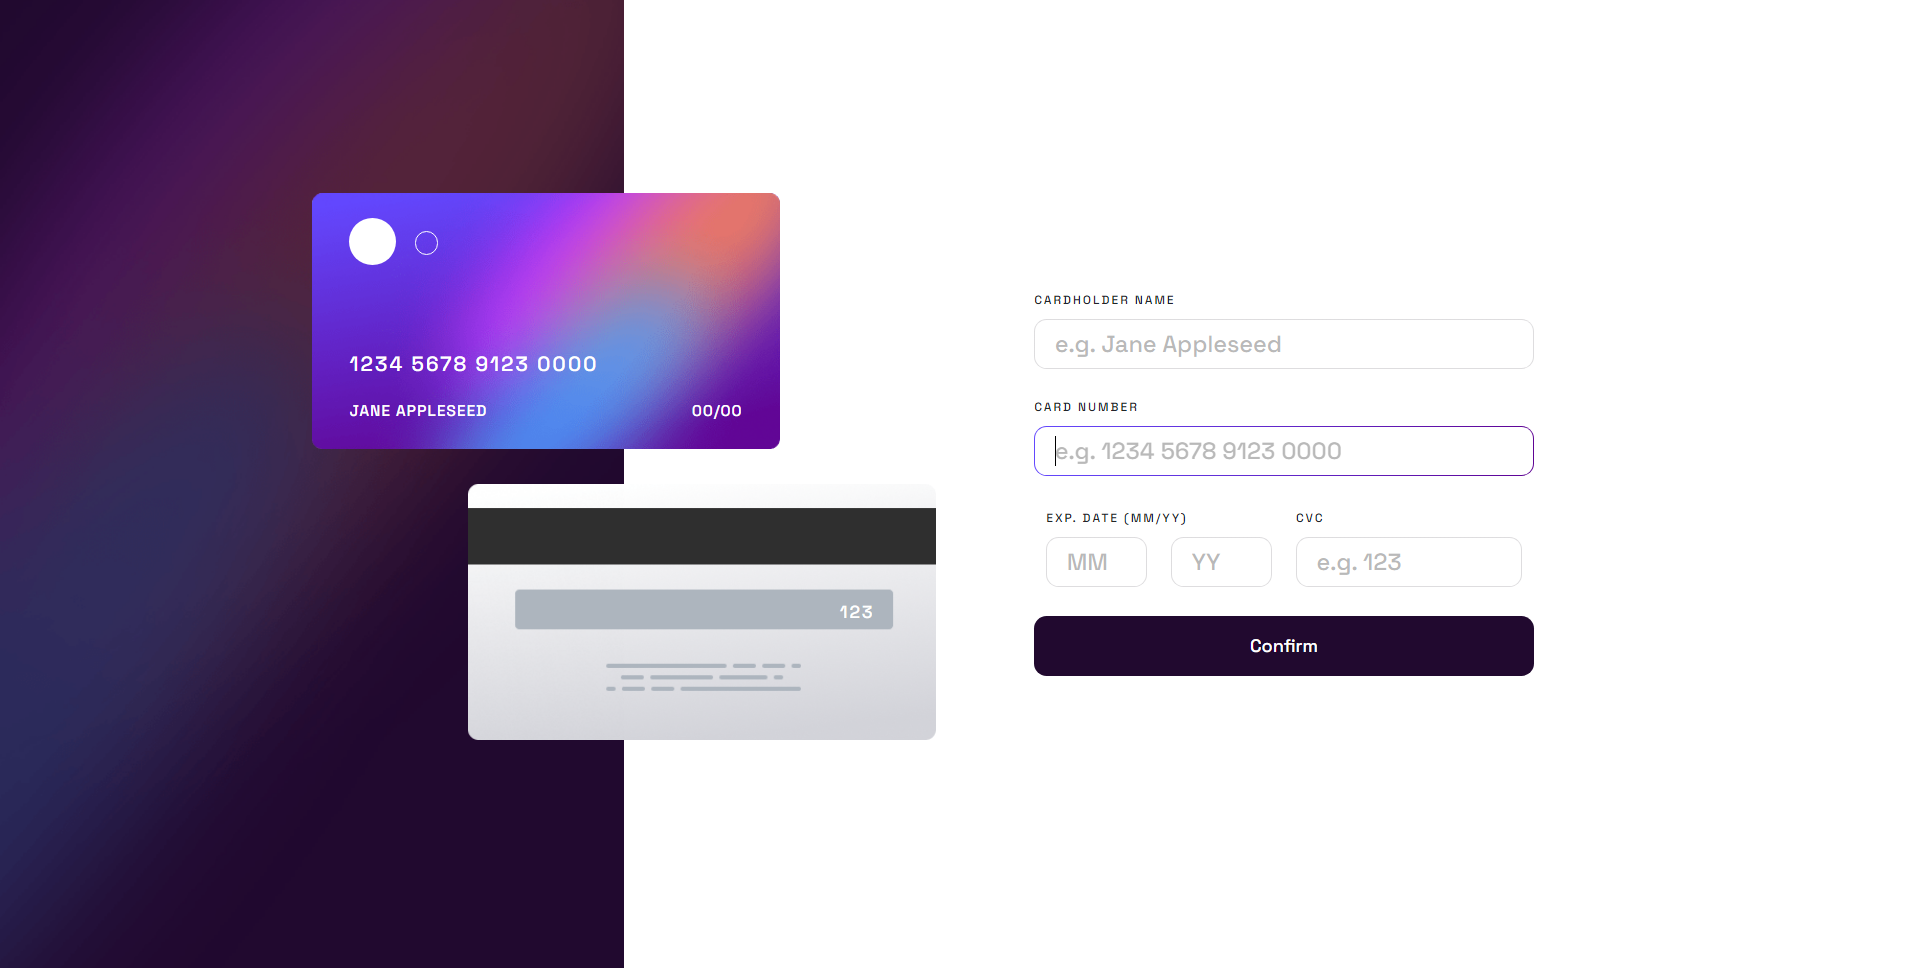 1234 5678 9123 0000
JANE APPLESEED 00/00
123
CARDHOLDER NAME
e.g. Jane Appleseed
CARD NUMBER
e.g. 1234 5678 9123 0000
EXP. DATE (MM/YY) CVC
MM YY e.g. 123
Confirm